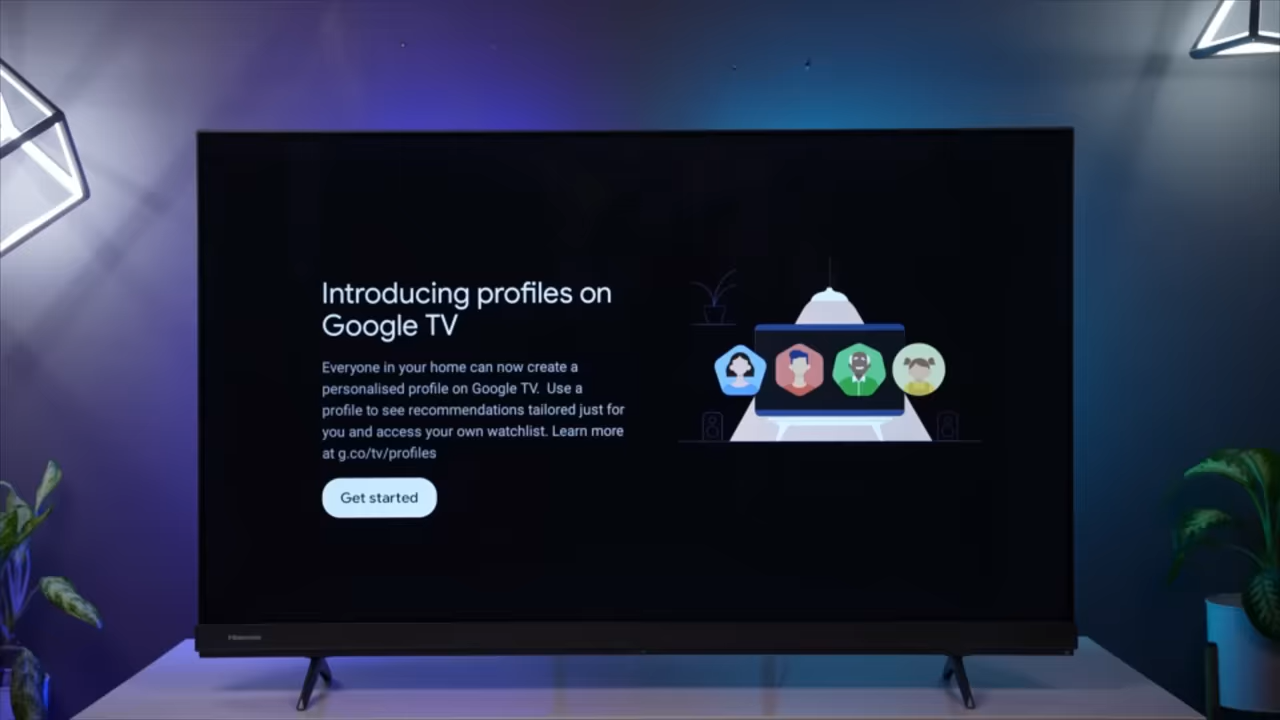 Introducing profiles on
Google TV
Everyone in your home can now create a
personalised profile on Google TV.  Use a
profile to see recommendations tailored just for
you and access your own watchlist. Learn more
at g.co/tv/profiles
Get started
Hisense